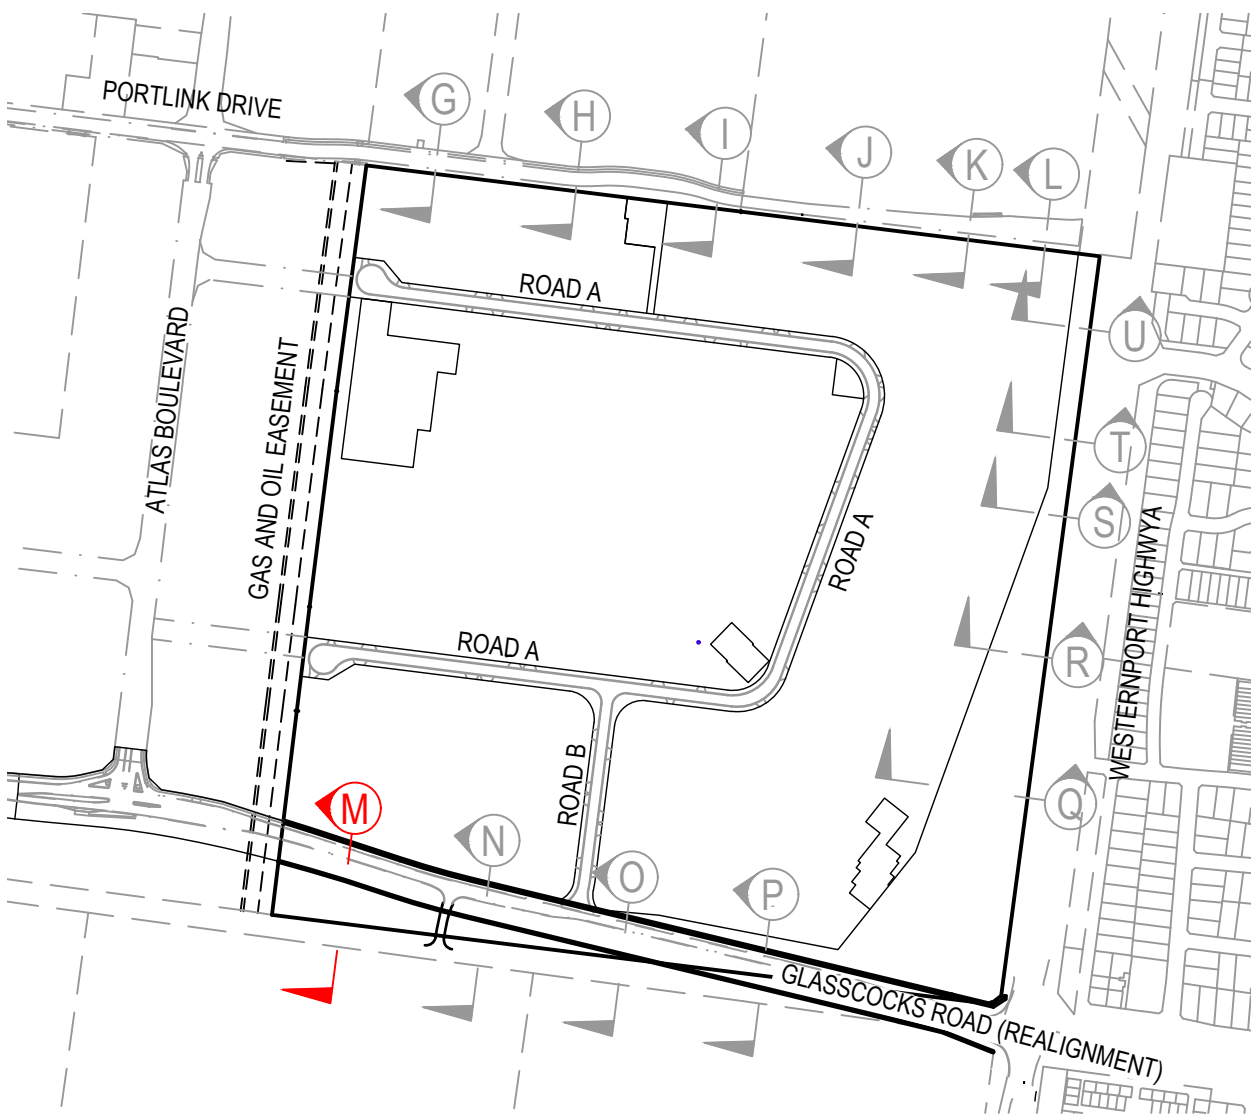 PORTLINK DRIVE
G
H
I
J
K
L
ROAD A
U
ATLAS BOULEVARD
GAS AND OIL EASEMENT
T
S
ROAD A
WESTERNPORT HIGHWYA
ROAD A
R
ROAD B
Q
M
N
O
P
GLASSCOCKS ROAD (REALIGNMENT)